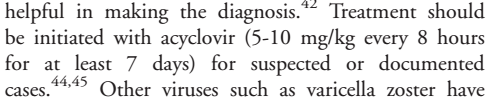 helpful in making the diagnosis.42 Treatment should
be initiated with acyclovir (5-10 mg/kg every 8 hours
for at least 7 days) for suspected or documented
cases.44,45 Other viruses such as varicella zoster have